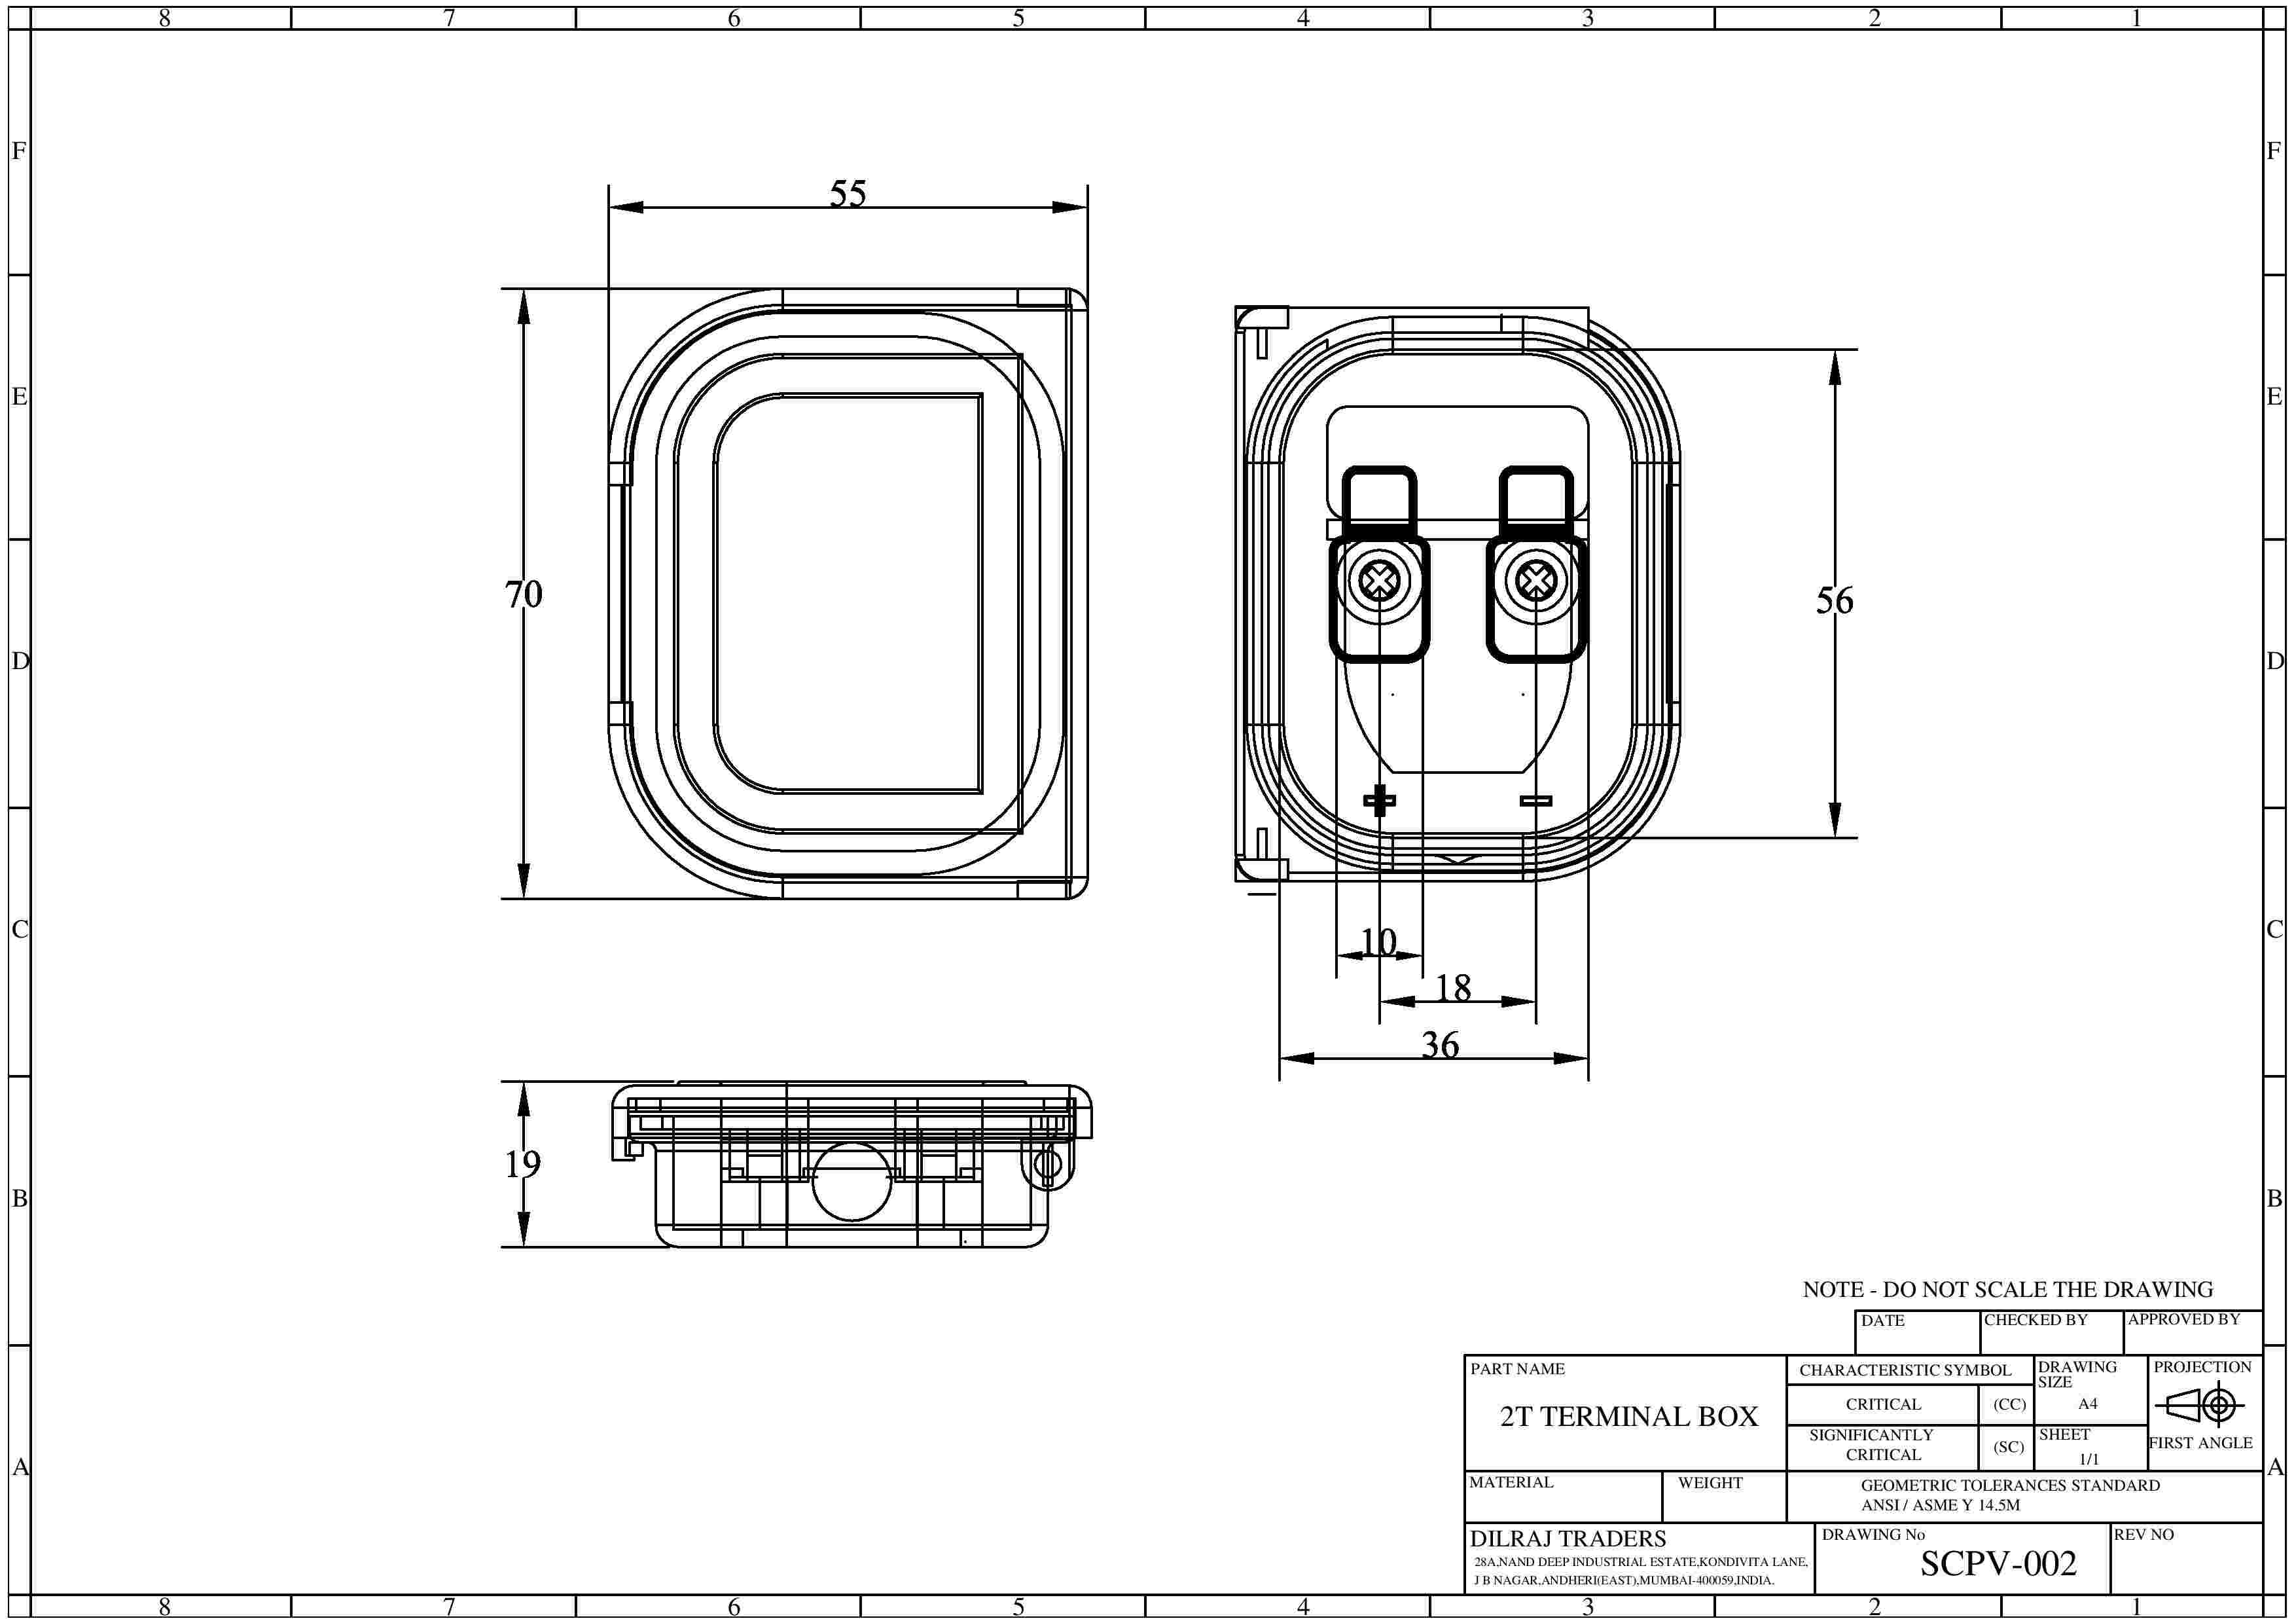 8 7 6 5 4 3 2 1
F F
55
E E
70
56
D D
10
C C
18
36
19
B B
NOTE - DO NOT SCALE THE DRAWING
DATE CHECKED BY APPROVED BY
PART NAME
2T TERMINAL BOX
CHARACTERISTIC SYMBOL
CRITICAL (CC)
SIGNIFICANTLY
CRITICAL
(SC)
DRAWING
SIZE
A4
SHEET
1/1
PROJECTION
FIRST ANGLE
A A
MATERIAL WEIGHT
GEOMETRIC TOLERANCES STANDARD
ANSI / ASME Y 14.5M
DILRAJ TRADERS
28A,NAND DEEP INDUSTRIAL ESTATE,KONDIVITA LANE,
J B NAGAR,ANDHERI(EAST),MUMBAI-400059,INDIA.
DRAWING No
SCPV-002
REV NO
8 7 6 5 4 3 2 1